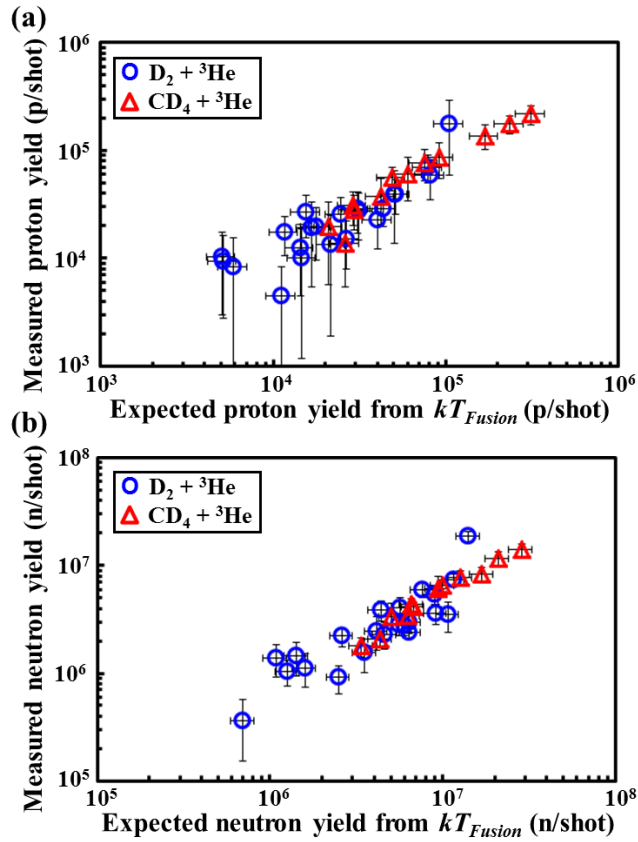 (a)
10⁶
10⁵
10⁴
10³
Measured proton yield (p/shot)
D₂ + ³He
CD₄ + ³He
10³ 10⁴ 10⁵ 10⁶
Expected proton yield from kT_Fusion (p/shot)
(b)
10⁸
10⁷
10⁶
10⁵
Measured neutron yield (n/shot)
D₂ + ³He
CD₄ + ³He
10⁵ 10⁶ 10⁷ 10⁸
Expected neutron yield from kT_Fusion (n/shot)